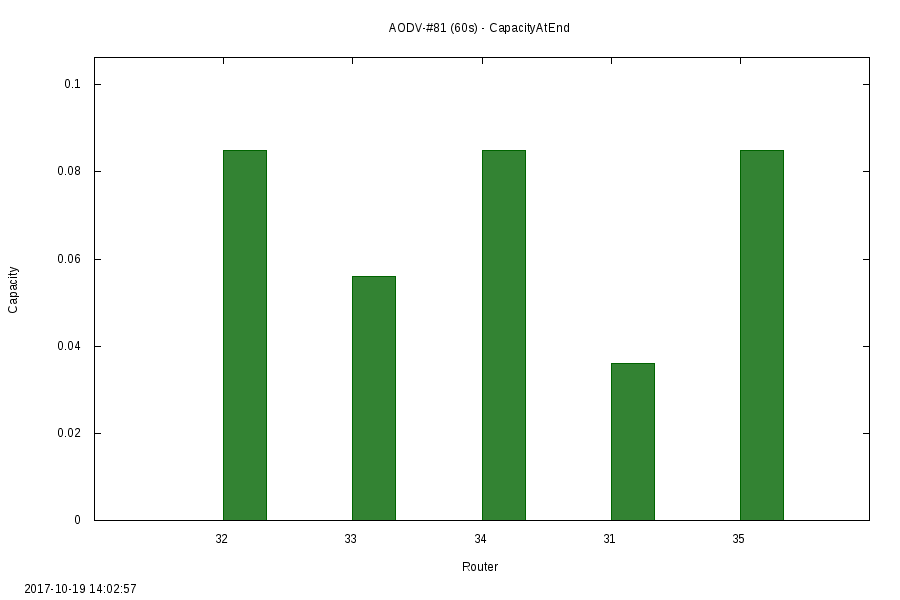 AODV-#81 (60s) - CapacityAtEnd
0.1
0.08
0.06
0.04
0.02
0
Capacity
32 33 34 31 35
Router
2017-10-19 14:02:57